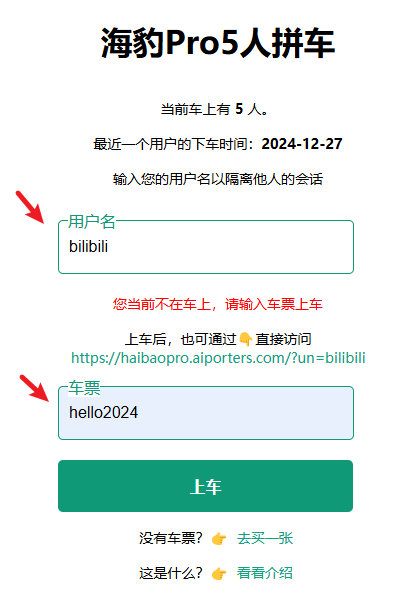 海豹Pro5人拼车
当前车上有 5 人。
最近一个用户的下车时间：2024-12-27
输入您的用户名以隔离他人的会话
用户名
bilibili
您当前不在车上，请输入车票上车
上车后，也可通过👇直接访问
https://haibaopro.aiporters.com/?un=bilibili
车票
hello2024
上车
没有车票？👉 去买一张
这是什么？👉 看看介绍